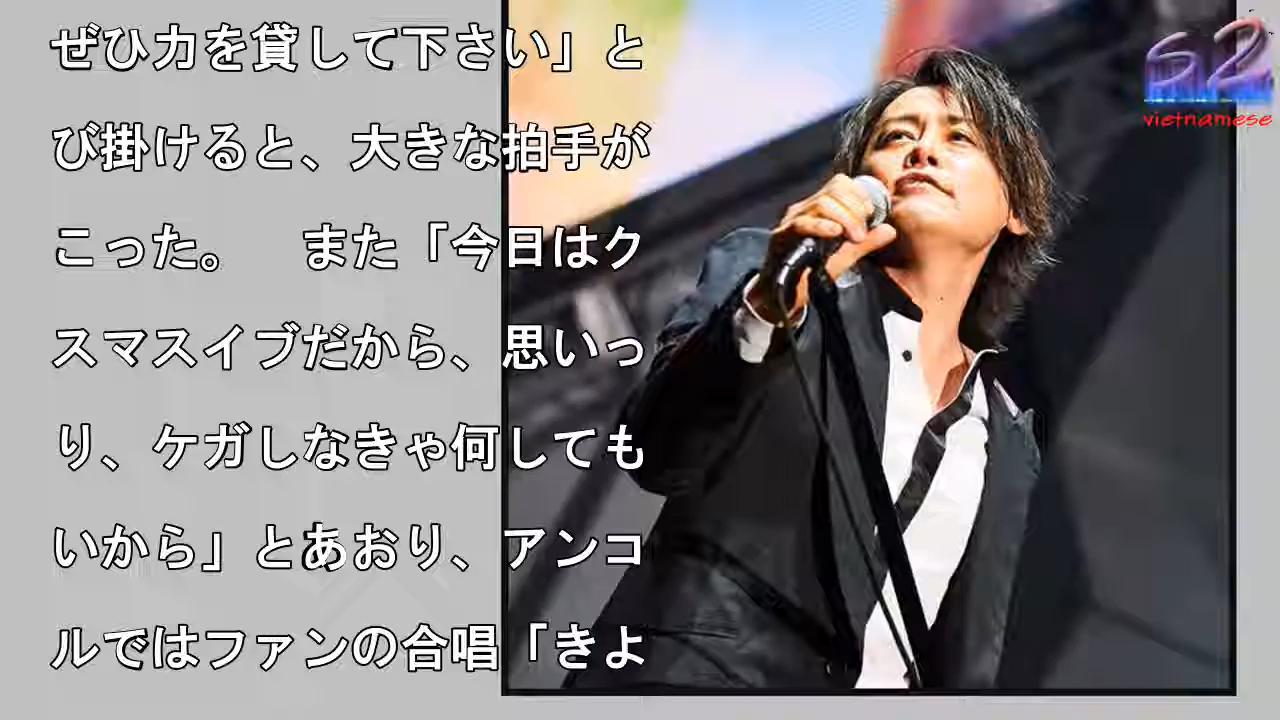 ぜひ力を貸して下さい」と
び掛けると、大きな拍手が
こった。　また「今日はク
スマスイブだから、思いっ
り、ケガしなきゃ何しても
いから」とあおり、アンコ
ルではファンの合唱「きよ
S2
vietnamese